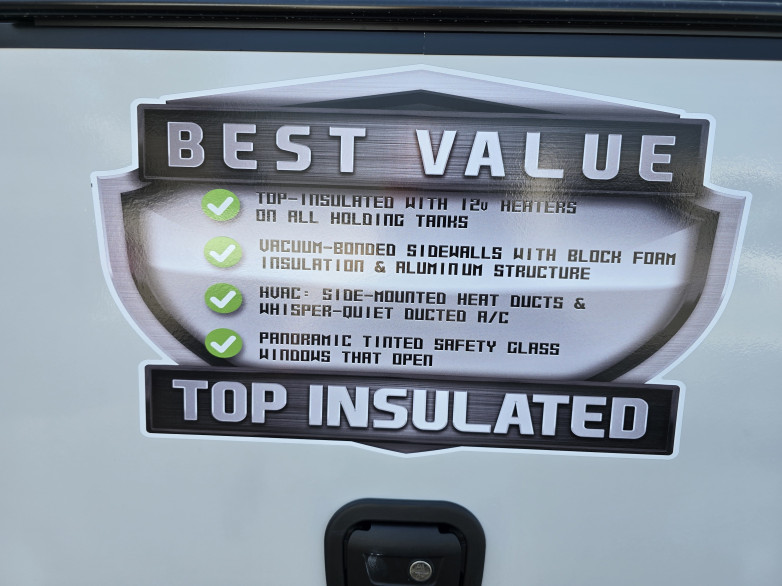 BEST VALUE
TOP-INSULATED WITH 12v HEATERS
ON ALL HOLDING TANKS
VACUUM-BONDED SIDEWALLS WITH BLOCK FOAM
INSULATION & ALUMINUM STRUCTURE
HVAC: SIDE-MOUNTED HEAT DUCTS &
WHISPER-QUIET DUCTED A/C
PANORAMIC TINTED SAFETY GLASS
WINDOWS THAT OPEN
TOP INSULATED